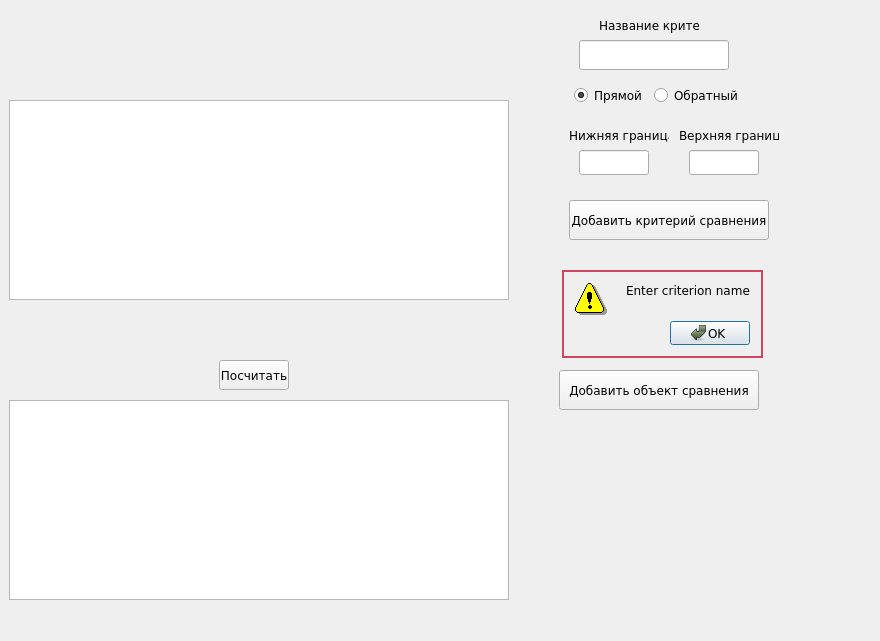 Название крите
Прямой
Обратный
Нижняя границ
Верхняя границ
Добавить критерий сравнения
Enter criterion name
OK
Посчитать
Добавить объект сравнения